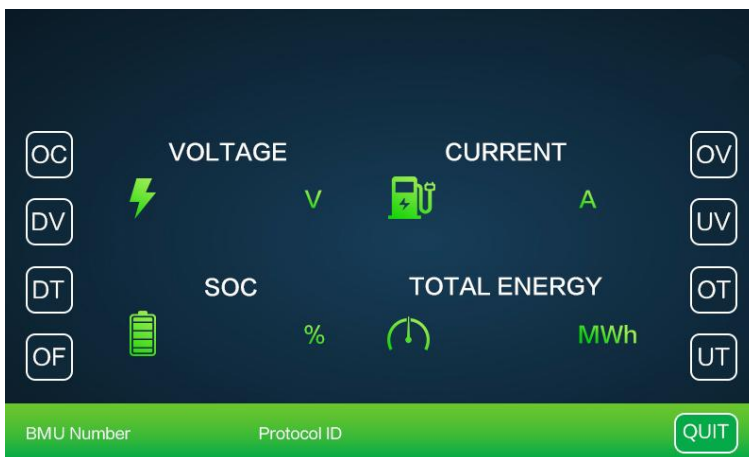 OC
VOLTAGE
CURRENT
OV
V
A
DV
UV
DT
SOC
TOTAL ENERGY
OT
%
MWh
OF
UT
BMU Number
Protocol ID
QUIT